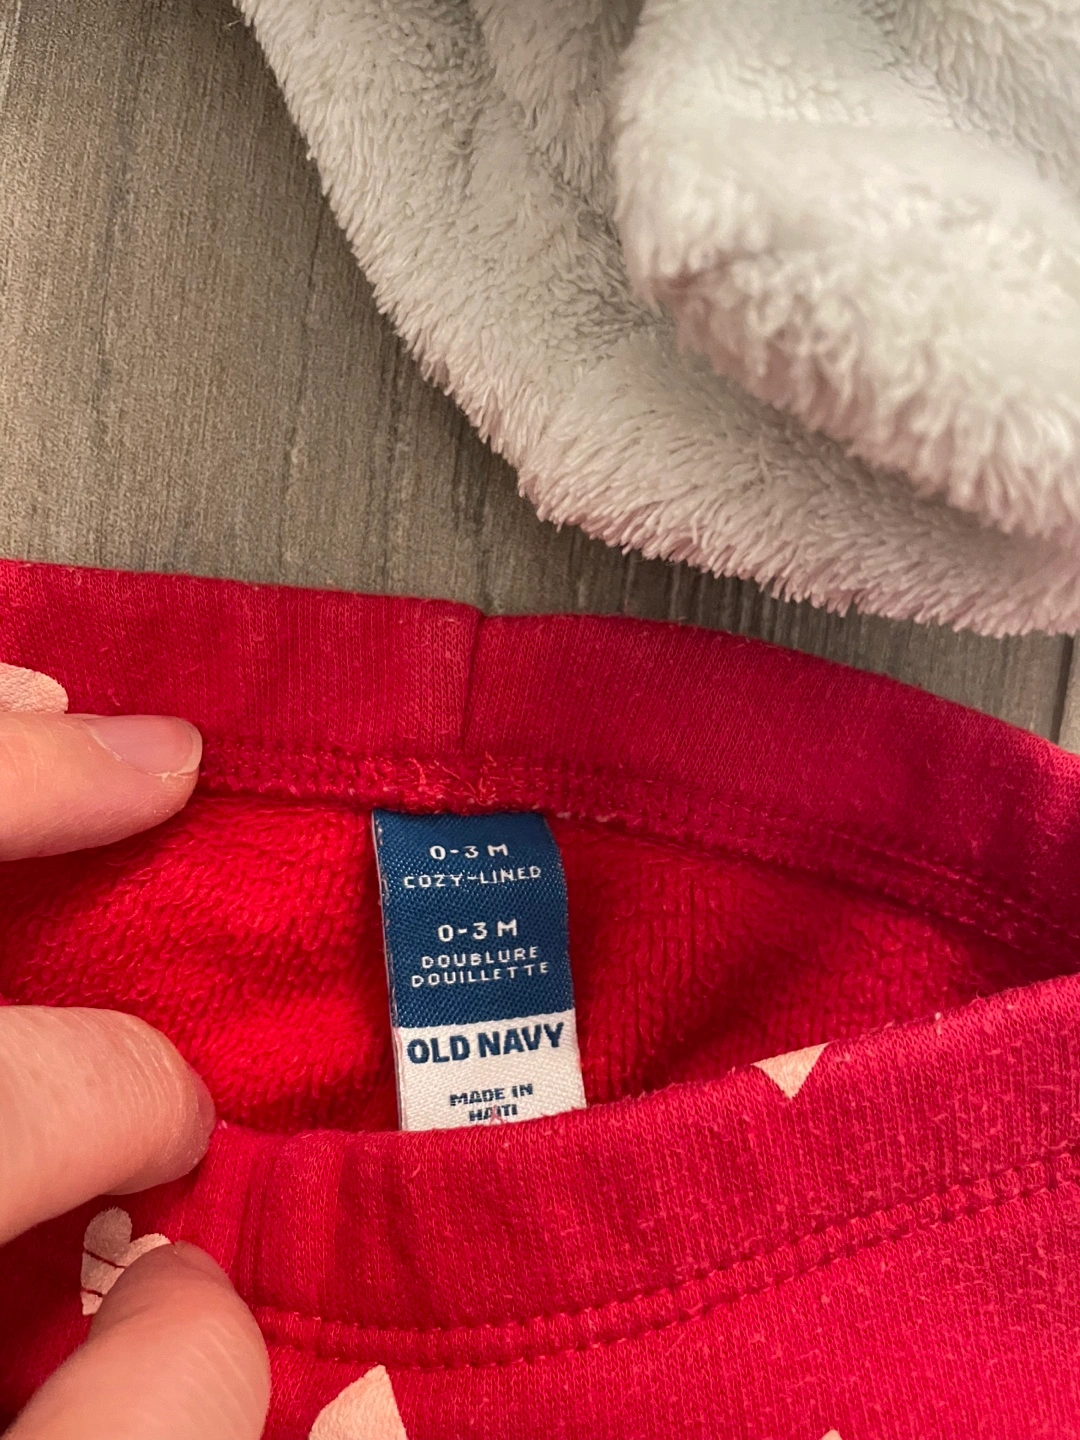 0-3 M
COZY-LINED
0-3 M
DOUBLURE
DOUILLETTE
OLD NAVY
MADE IN
HAITI